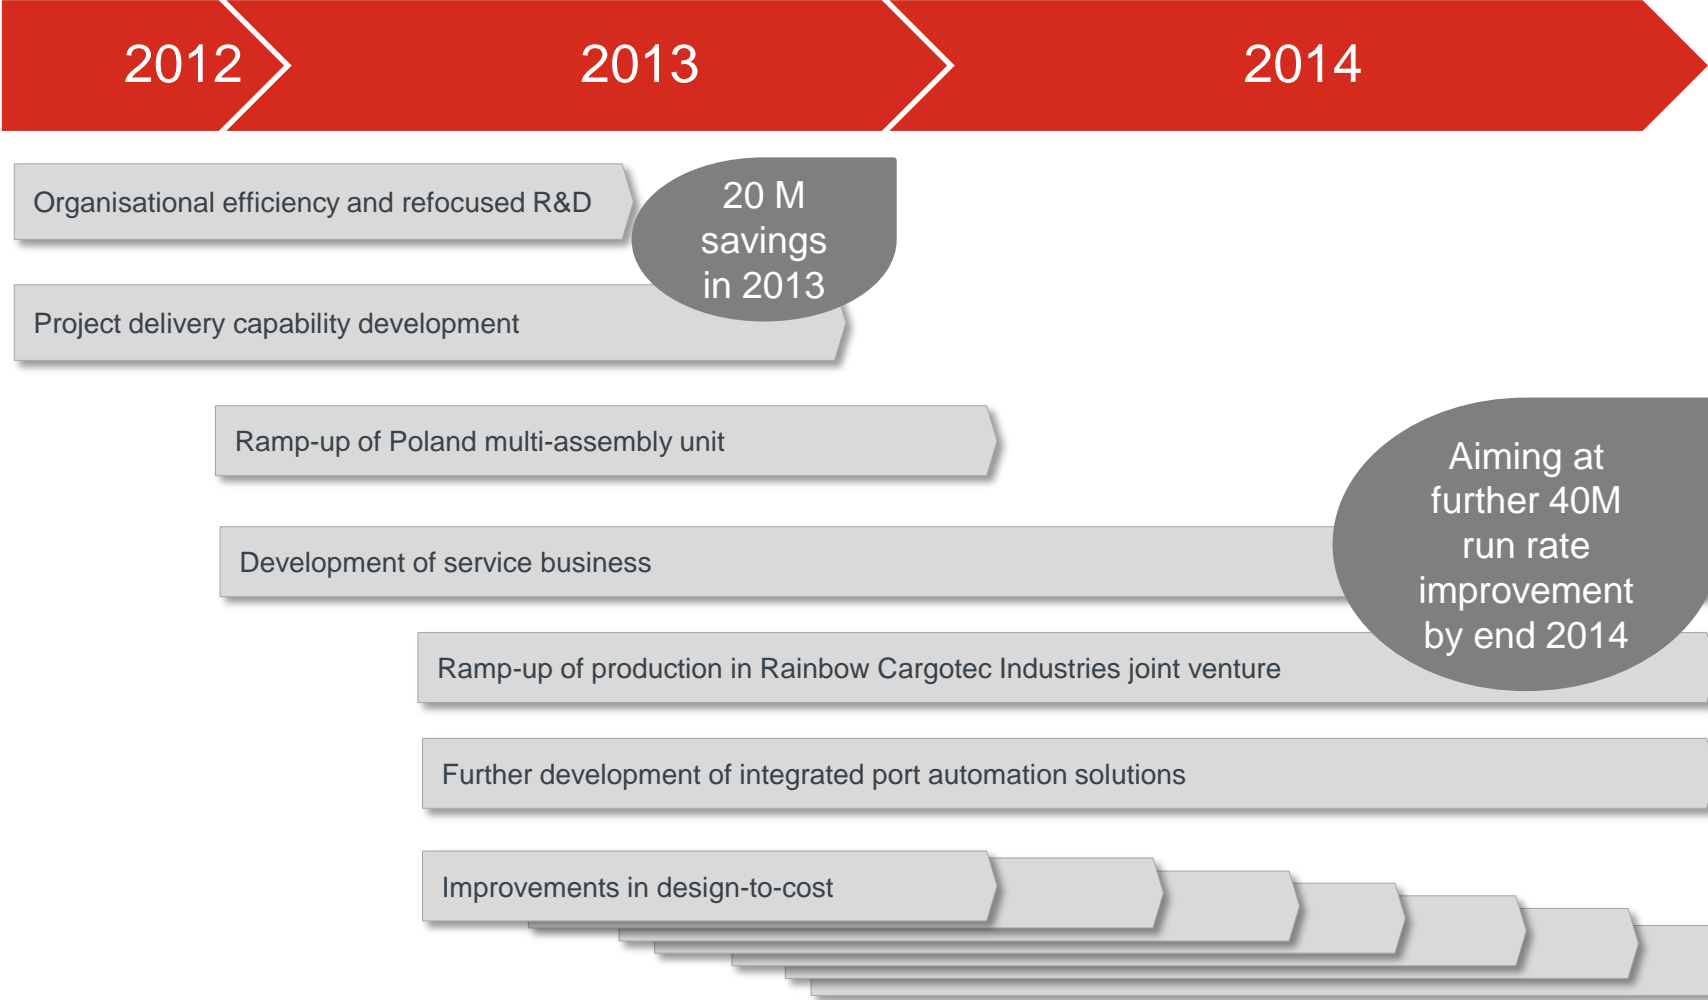 2012
2013
2014
Organisational efficiency and refocused R&D
20 M
savings
in 2013
Project delivery capability development
Ramp-up of Poland multi-assembly unit
Aiming at
further 40M
run rate
improvement
by end 2014
Development of service business
Ramp-up of production in Rainbow Cargotec Industries joint venture
Further development of integrated port automation solutions
Improvements in design-to-cost